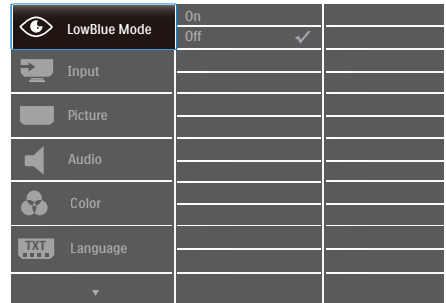 LowBlue Mode
On
Off
Input
Picture
Audio
Color
TXT
Language